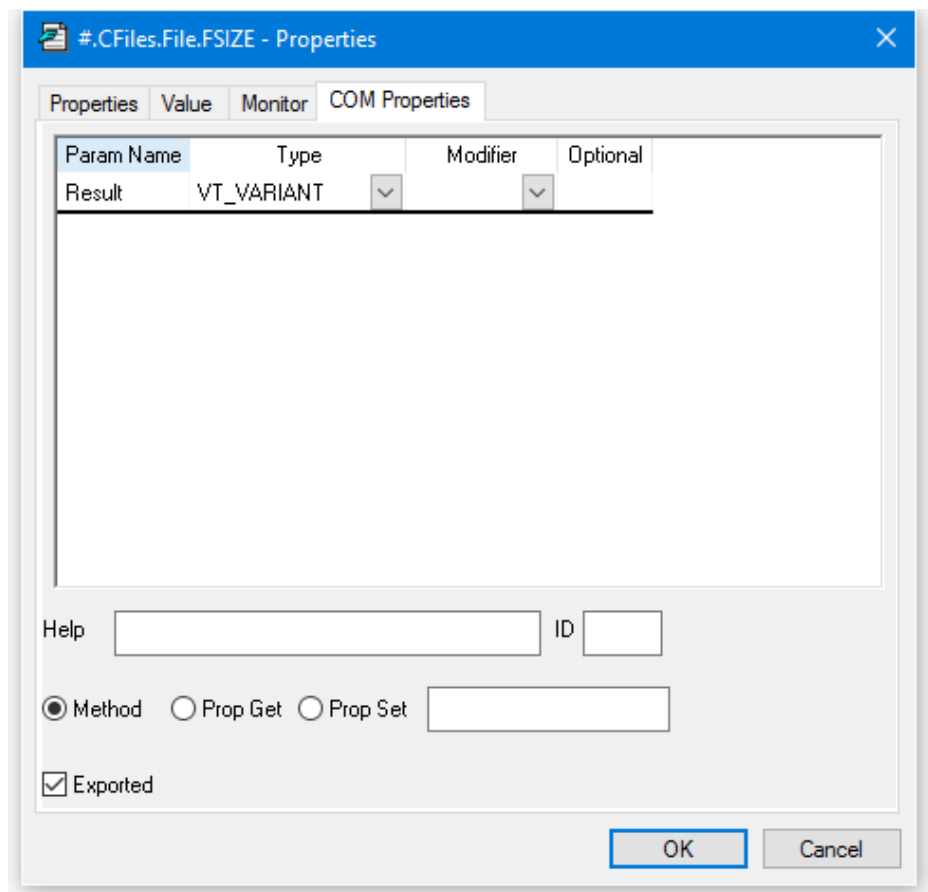 #.CFiles.File.FSIZE - Properties
Properties Value Monitor COM Properties
Param Name Type Modifier Optional
Result VT_VARIANT
Help ID
Method Prop Get Prop Set
Exported
OK Cancel